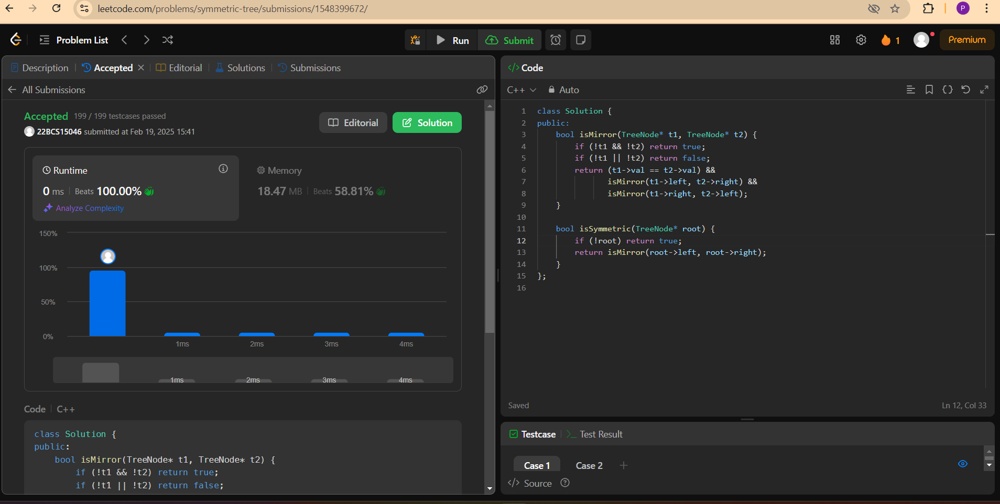 leetcode.com/problems/symmetric-tree/submissions/1548399672/
P
Problem List
Run
Submit
1
Premium
Description
Accepted
Editorial
Solutions
Submissions
All Submissions
Accepted 199 / 199 testcases passed
22BCS15046 submitted at Feb 19, 2025 15:41
Editorial
Solution
Runtime
0 ms Beats 100.00%
Analyze Complexity
Memory
18.47 MB Beats 58.81%
150%
100%
50%
0%
1ms 2ms 3ms 4ms
1ms 2ms 3ms 4ms
Code C++
class Solution {
public:
bool isMirror(TreeNode* t1, TreeNode* t2) {
if (!t1 && !t2) return true;
if (!t1 || !t2) return false;
</> Code
C++ Auto
1 class Solution {
2 public:
3 bool isMirror(TreeNode* t1, TreeNode* t2) {
4 if (!t1 && !t2) return true;
5 if (!t1 || !t2) return false;
6 return (t1->val == t2->val) &&
7 isMirror(t1->left, t2->right) &&
8 isMirror(t1->right, t2->left);
9 }
10
11 bool isSymmetric(TreeNode* root) {
12 if (!root) return true;
13 return isMirror(root->left, root->right);
14 }
15 };
16
Saved
Ln 12, Col 33
Testcase
>_ Test Result
Case 1 Case 2 +
</> Source ?